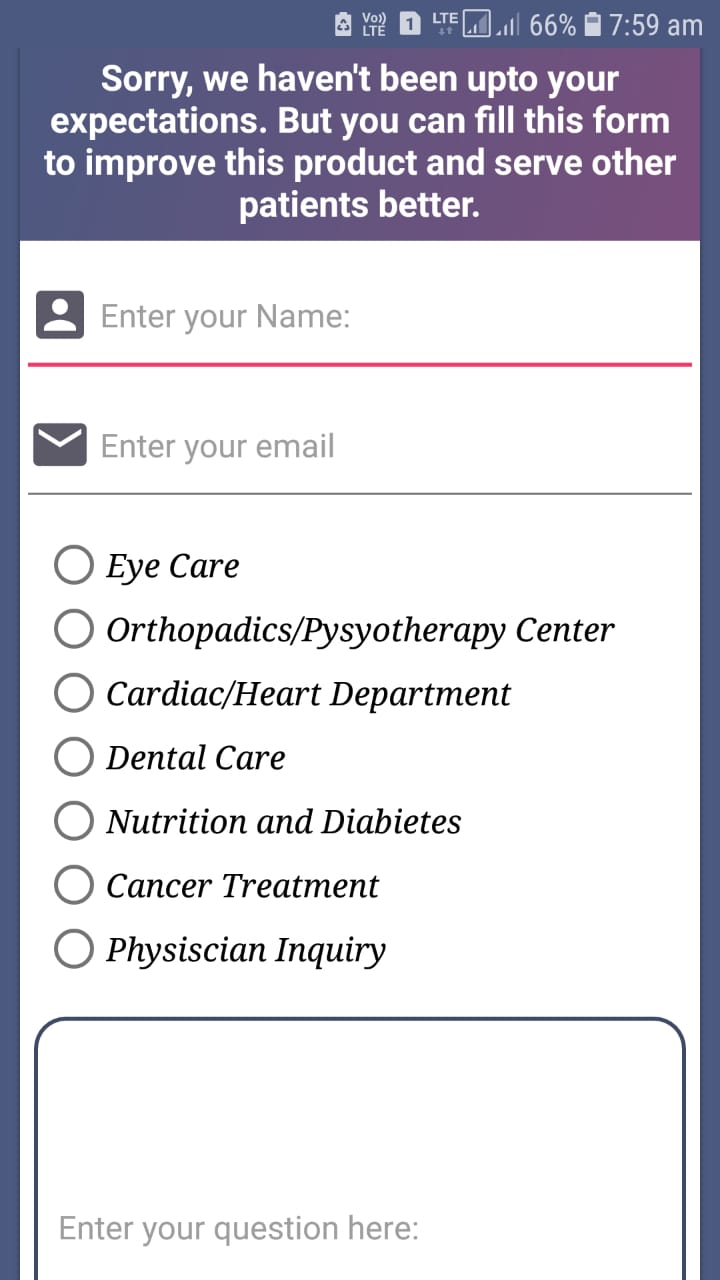 Vo)) LTE 1 LTE 66% 7:59 am
Sorry, we haven't been upto your
expectations. But you can fill this form
to improve this product and serve other
patients better.
Enter your Name:
Enter your email
Eye Care
Orthopadics/Pysyotherapy Center
Cardiac/Heart Department
Dental Care
Nutrition and Diabietes
Cancer Treatment
Physiscian Inquiry
Enter your question here: